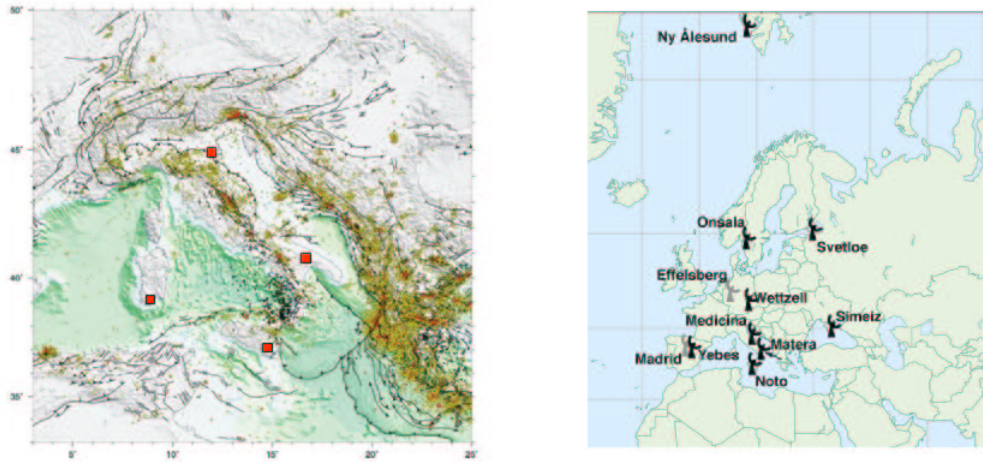 50°
45°
40°
35°
5°
10°
15°
20°
25°
Ny Ålesund
Onsala
Svetloe
Effelsberg
Wettzell
Medicina
Simeiz
Madrid
Yebes
Matera
Noto